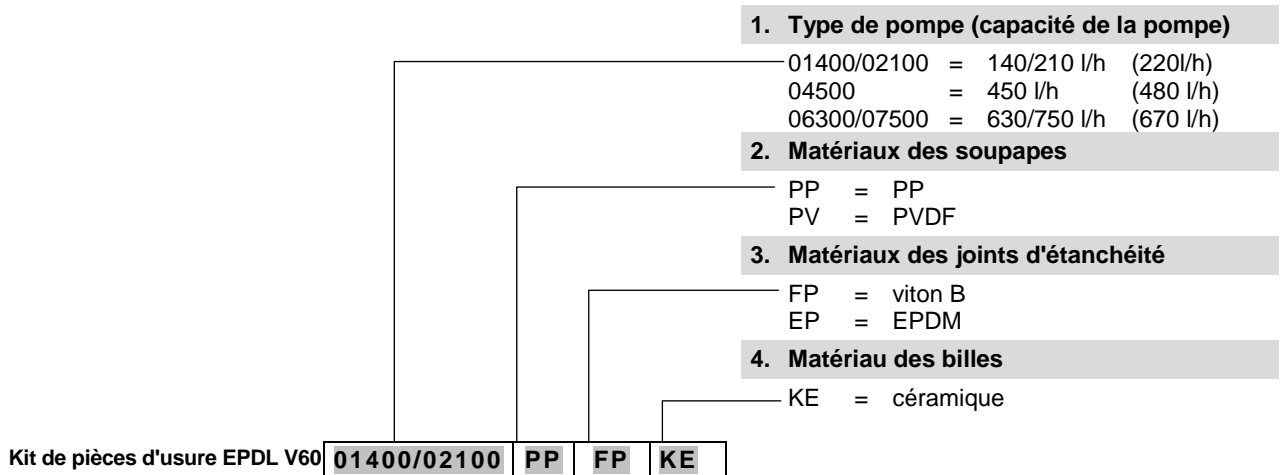 1. Type de pompe (capacité de la pompe)
01400/02100 = 140/210 l/h (220l/h)
04500 = 450 l/h (480 l/h)
06300/07500 = 630/750 l/h (670 l/h)
2. Matériaux des soupapes
PP = PP
PV = PVDF
3. Matériaux des joints d'étanchéité
FP = viton B
EP = EPDM
4. Matériau des billes
KE = céramique
Kit de pièces d'usure EPDL V60 01400/02100 PP FP KE